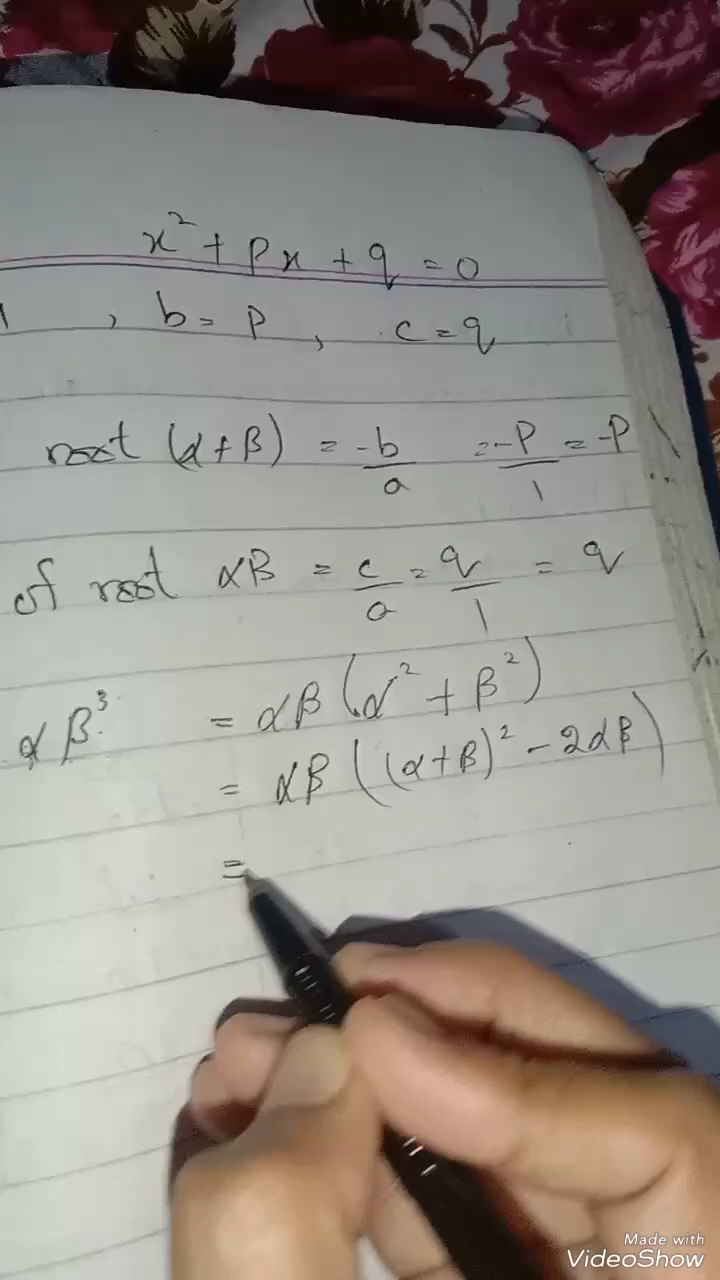 x² + px + q = 0
, b = P , c = q
root (α+β) = -b/a = -P/1 = -P
of root αβ = c/a = q/1 = q
αβ³ = αβ(α² + β²)
= αβ((α+β)² - 2αβ)
=
Made with
VideoShow